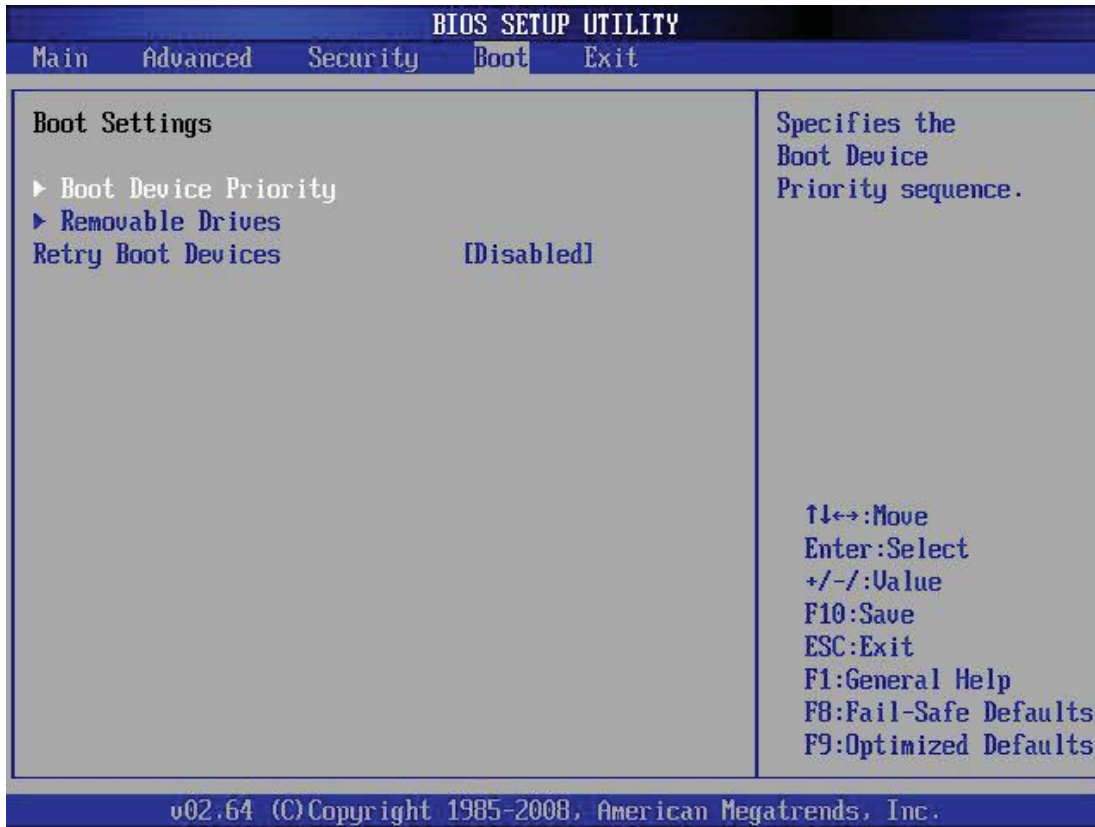 BIOS SETUP UTILITY
Main Advanced Security Boot Exit
Boot Settings
▶ Boot Device Priority
▶ Removable Drives
Retry Boot Devices [Disabled]
Specifies the
Boot Device
Priority sequence.
↑↓←→:Move
Enter:Select
+/-/:Value
F10:Save
ESC:Exit
F1:General Help
F8:Fail-Safe Defaults
F9:Optimized Defaults
v02.64 (C)Copyright 1985-2008, American Megatrends, Inc.